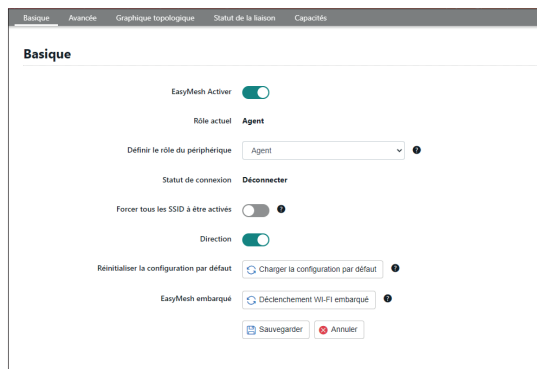 Basique Avancée Graphique topologique Statut de la liaison Capacités
Basique
EasyMesh Activer
Rôle actuel Agent
Définir le rôle du périphérique Agent
Statut de connexion Déconnecter
Forcer tous les SSID à être activés
Direction
Réinitialiser la configuration par défaut Charger la configuration par défaut
EasyMesh embarqué Déclenchement WI-FI embarqué
Sauvegarder Annuler